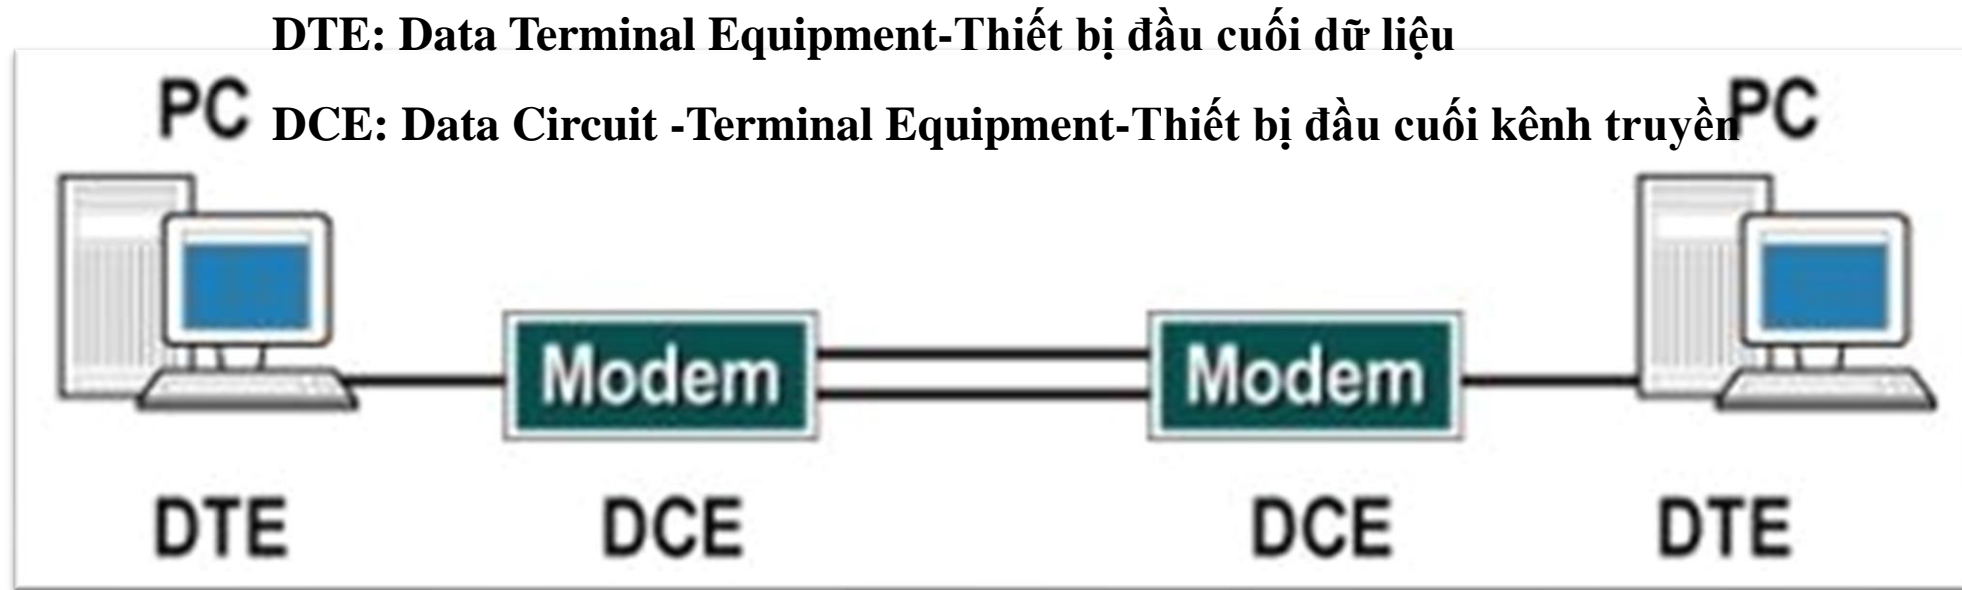 DTE: Data Terminal Equipment-Thiết bị đầu cuối dữ liệu
PC
DCE: Data Circuit -Terminal Equipment-Thiết bị đầu cuối kênh truyền
PC
Modem
Modem
DTE
DCE
DCE
DTE